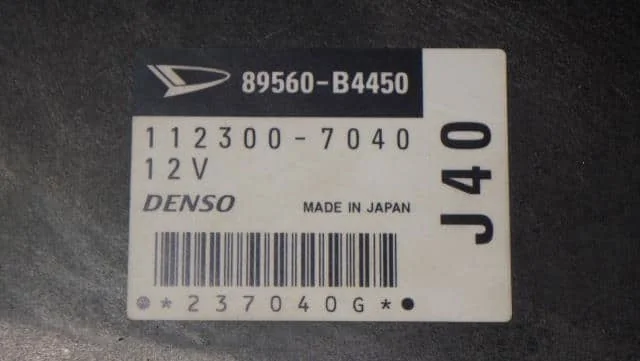 89560-B4450
112300-7040
12V
DENSO MADE IN JAPAN
*237040G*
J40